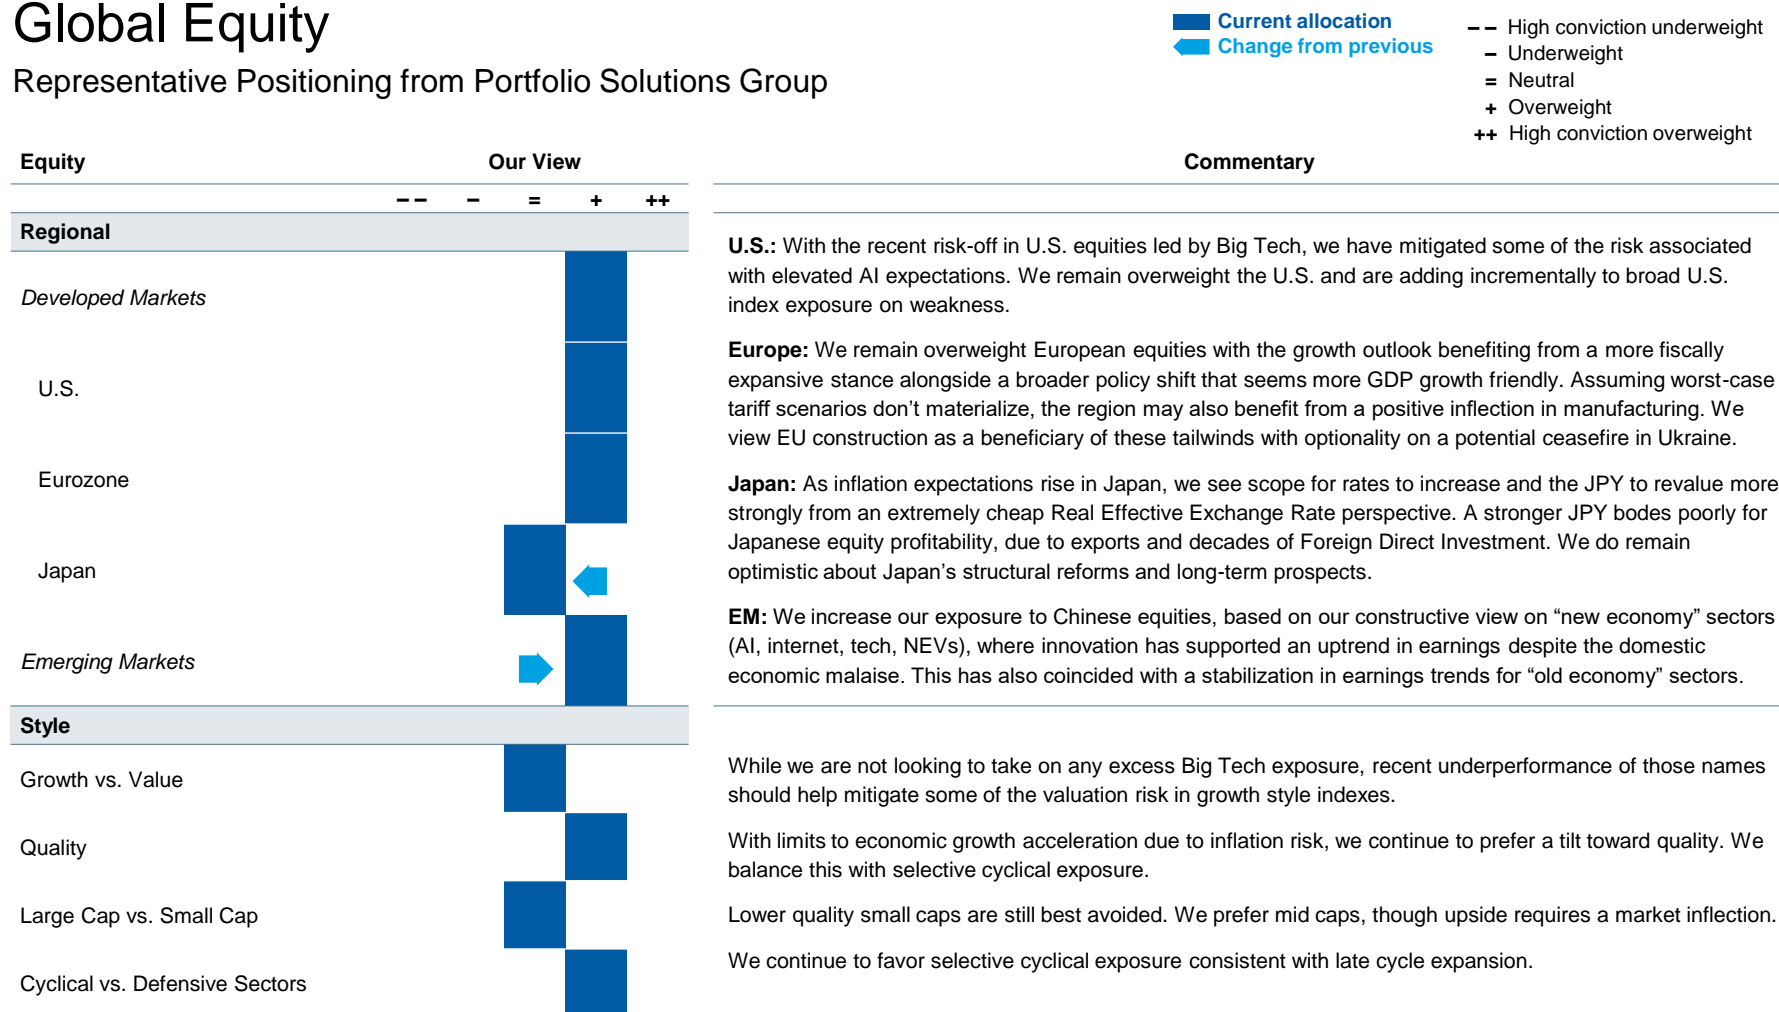 Global Equity
Representative Positioning from Portfolio Solutions Group
Current allocation
Change from previous
– – High conviction underweight
– Underweight
= Neutral
+ Overweight
++ High conviction overweight
Equity Our View Commentary
– – – = + ++
Regional
Developed Markets
U.S.
Eurozone
Japan
Emerging Markets
U.S.: With the recent risk-off in U.S. equities led by Big Tech, we have mitigated some of the risk associated
with elevated AI expectations. We remain overweight the U.S. and are adding incrementally to broad U.S.
index exposure on weakness.
Europe: We remain overweight European equities with the growth outlook benefiting from a more fiscally
expansive stance alongside a broader policy shift that seems more GDP growth friendly. Assuming worst-case
tariff scenarios don’t materialize, the region may also benefit from a positive inflection in manufacturing. We
view EU construction as a beneficiary of these tailwinds with optionality on a potential ceasefire in Ukraine.
Japan: As inflation expectations rise in Japan, we see scope for rates to increase and the JPY to revalue more
strongly from an extremely cheap Real Effective Exchange Rate perspective. A stronger JPY bodes poorly for
Japanese equity profitability, due to exports and decades of Foreign Direct Investment. We do remain
optimistic about Japan’s structural reforms and long-term prospects.
EM: We increase our exposure to Chinese equities, based on our constructive view on “new economy” sectors
(AI, internet, tech, NEVs), where innovation has supported an uptrend in earnings despite the domestic
economic malaise. This has also coincided with a stabilization in earnings trends for “old economy” sectors.
Style
Growth vs. Value
Quality
Large Cap vs. Small Cap
Cyclical vs. Defensive Sectors
While we are not looking to take on any excess Big Tech exposure, recent underperformance of those names
should help mitigate some of the valuation risk in growth style indexes.
With limits to economic growth acceleration due to inflation risk, we continue to prefer a tilt toward quality. We
balance this with selective cyclical exposure.
Lower quality small caps are still best avoided. We prefer mid caps, though upside requires a market inflection.
We continue to favor selective cyclical exposure consistent with late cycle expansion.